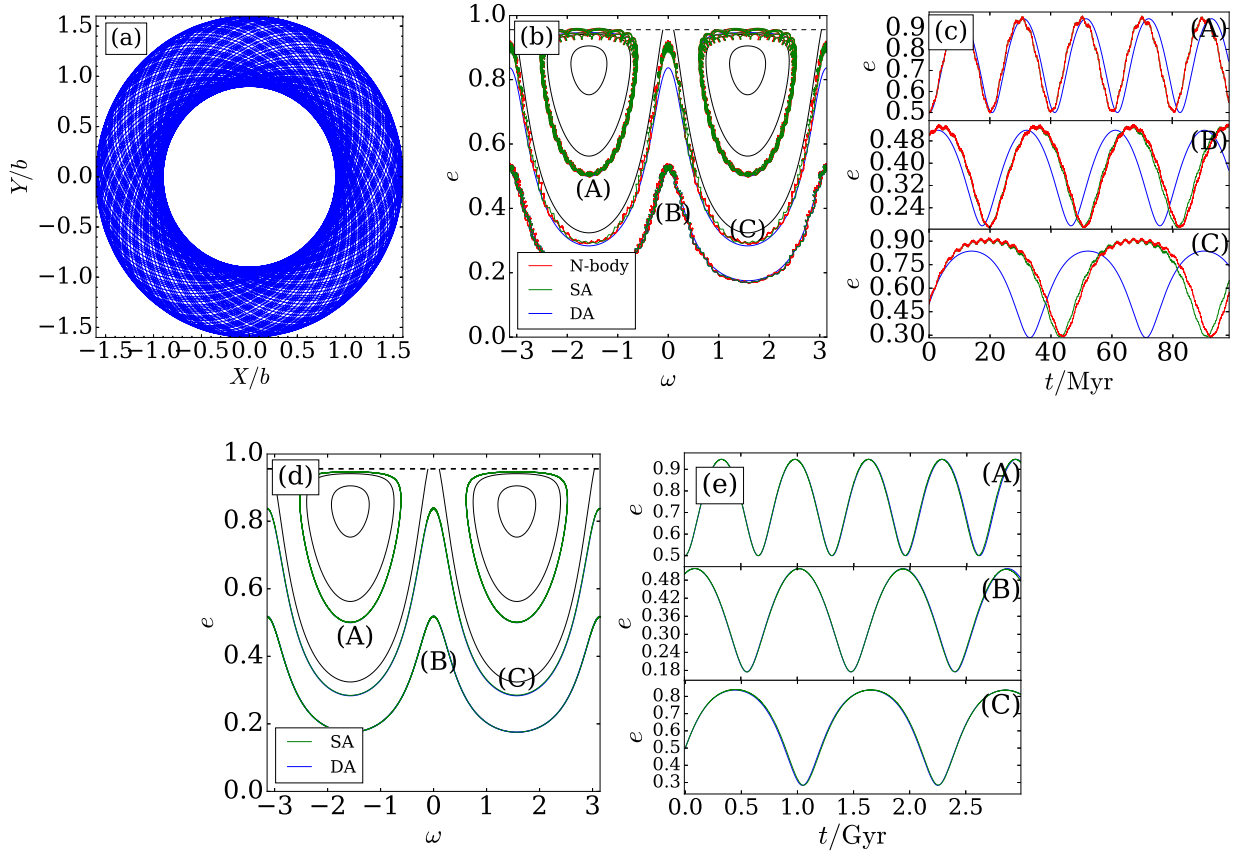 (a)
1.5
1.0
0.5
0.0
−0.5
−1.0
−1.5
Y/b
−1.5 −1.0 −0.5 0.0 0.5 1.0 1.5
X/b
(b)
1.0
0.8
0.6
0.4
0.2
0.0
e
(A)
(B)
(C)
N-body
SA
DA
−3 −2 −1 0 1 2 3
ω
(c)
(A)
0.9
0.8
0.7
0.6
0.5
e
(B)
0.48
0.40
0.32
0.24
e
(C)
0.90
0.75
0.60
0.45
0.30
e
0 20 40 60 80
t/Myr
(d)
1.0
0.8
0.6
0.4
0.2
0.0
e
(A)
(B)
(C)
SA
DA
−3 −2 −1 0 1 2 3
ω
(e)
(A)
0.9
0.8
0.7
0.6
0.5
e
(B)
0.48
0.42
0.36
0.30
0.24
0.18
e
(C)
0.8
0.7
0.6
0.5
0.4
0.3
e
0.0 0.5 1.0 1.5 2.0 2.5
t/Gyr